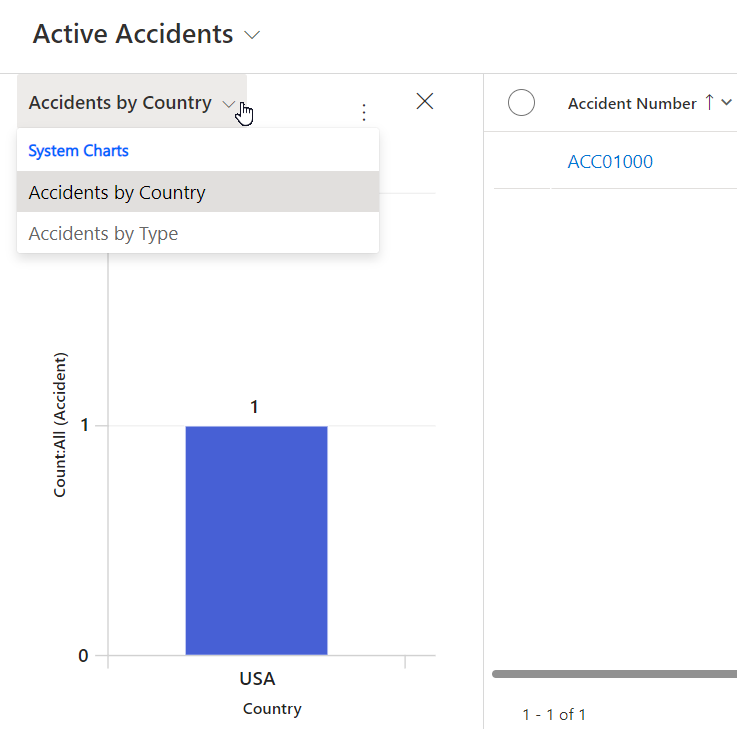 Active Accidents
Accidents by Country
System Charts
Accidents by Country
Accidents by Type
Count:All (Accident)
1
1
0
USA
Country
Accident Number
ACC01000
1 - 1 of 1